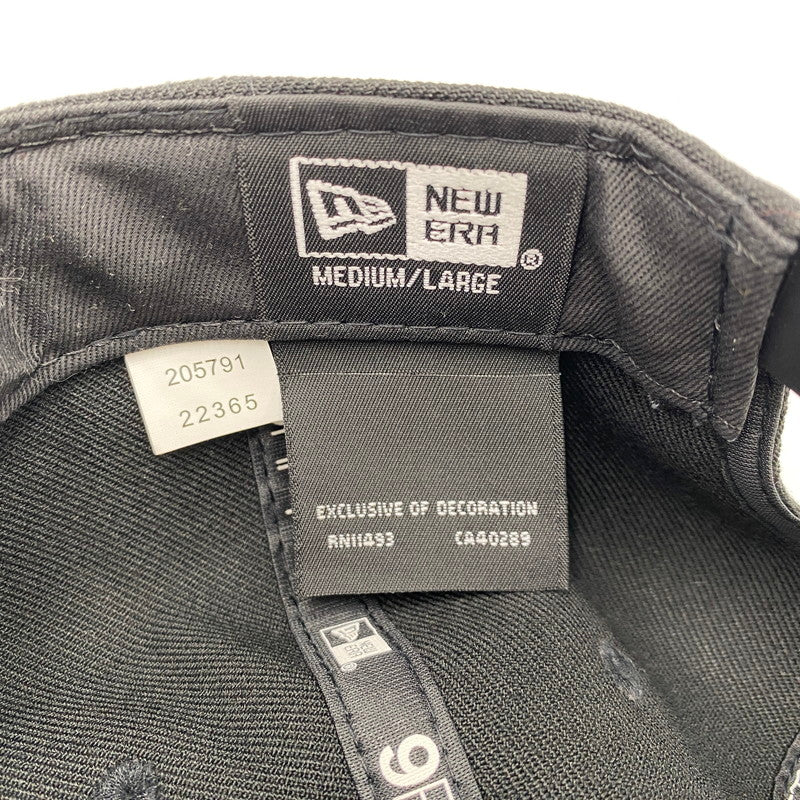 NEW
ERA
®
MEDIUM/LARGE
205791
22365
EXCLUSIVE OF DECORATION
RN11493 CA40289